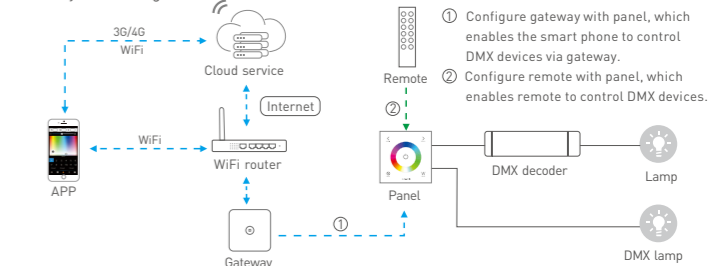 3G/4G
WiFi
Cloud service
Internet
WiFi
APP
WiFi router
Gateway
①
Remote
②
Panel
DMX decoder
Lamp
DMX lamp
① Configure gateway with panel, which
enables the smart phone to control
DMX devices via gateway.
② Configure remote with panel, which
enables remote to control DMX devices.